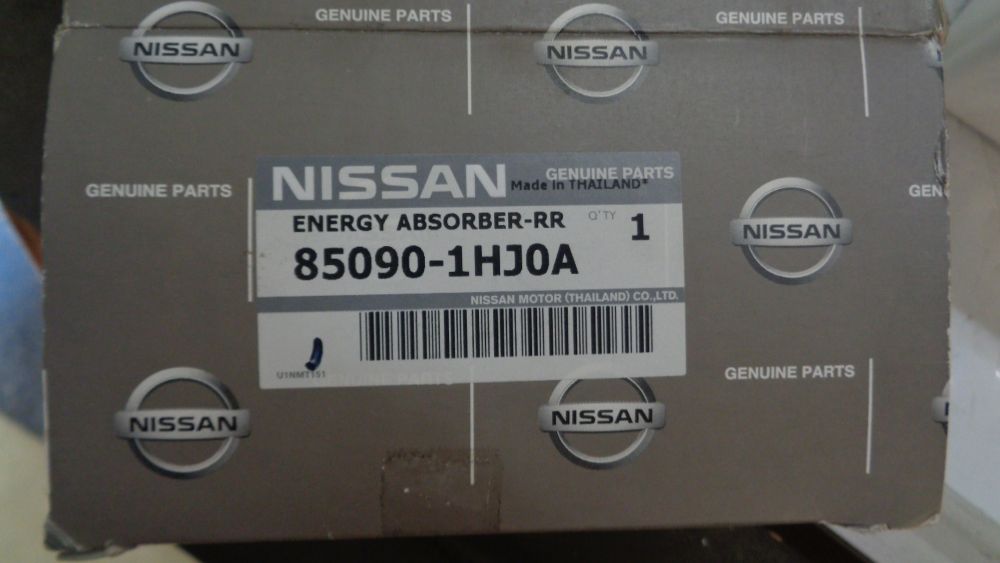 GENUINE PARTS
GENUINE PARTS
NISSAN
NISSAN
GENUINE PARTS
NISSAN
GENUINE PARTS
Made in THAILAND*
ENERGY ABSORBER-RR
Q'TY
1
85090-1HJ0A
NISSAN MOTOR (THAILAND) CO.,LTD.
U1NMT151
NISSAN
GENUINE PARTS
NISSAN
NISSAN